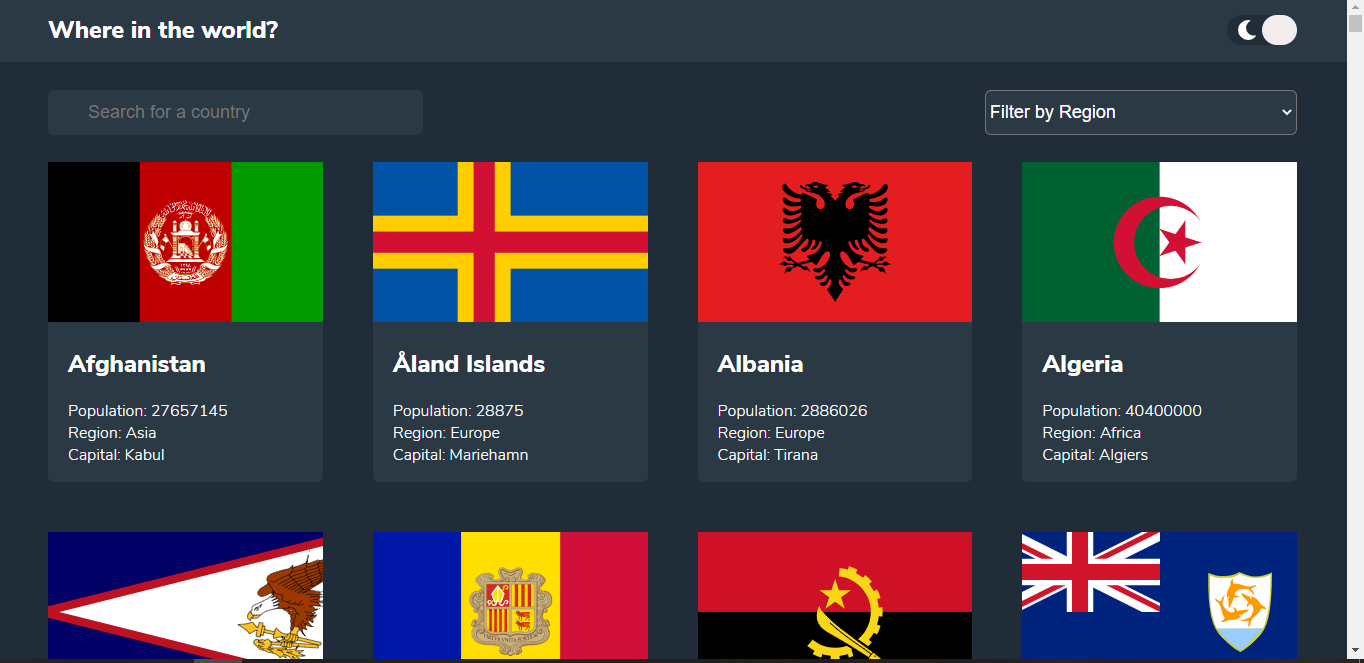 Where in the world?
Search for a country
Filter by Region
Afghanistan
Population: 27657145
Region: Asia
Capital: Kabul
Åland Islands
Population: 28875
Region: Europe
Capital: Mariehamn
Albania
Population: 2886026
Region: Europe
Capital: Tirana
Algeria
Population: 40400000
Region: Africa
Capital: Algiers